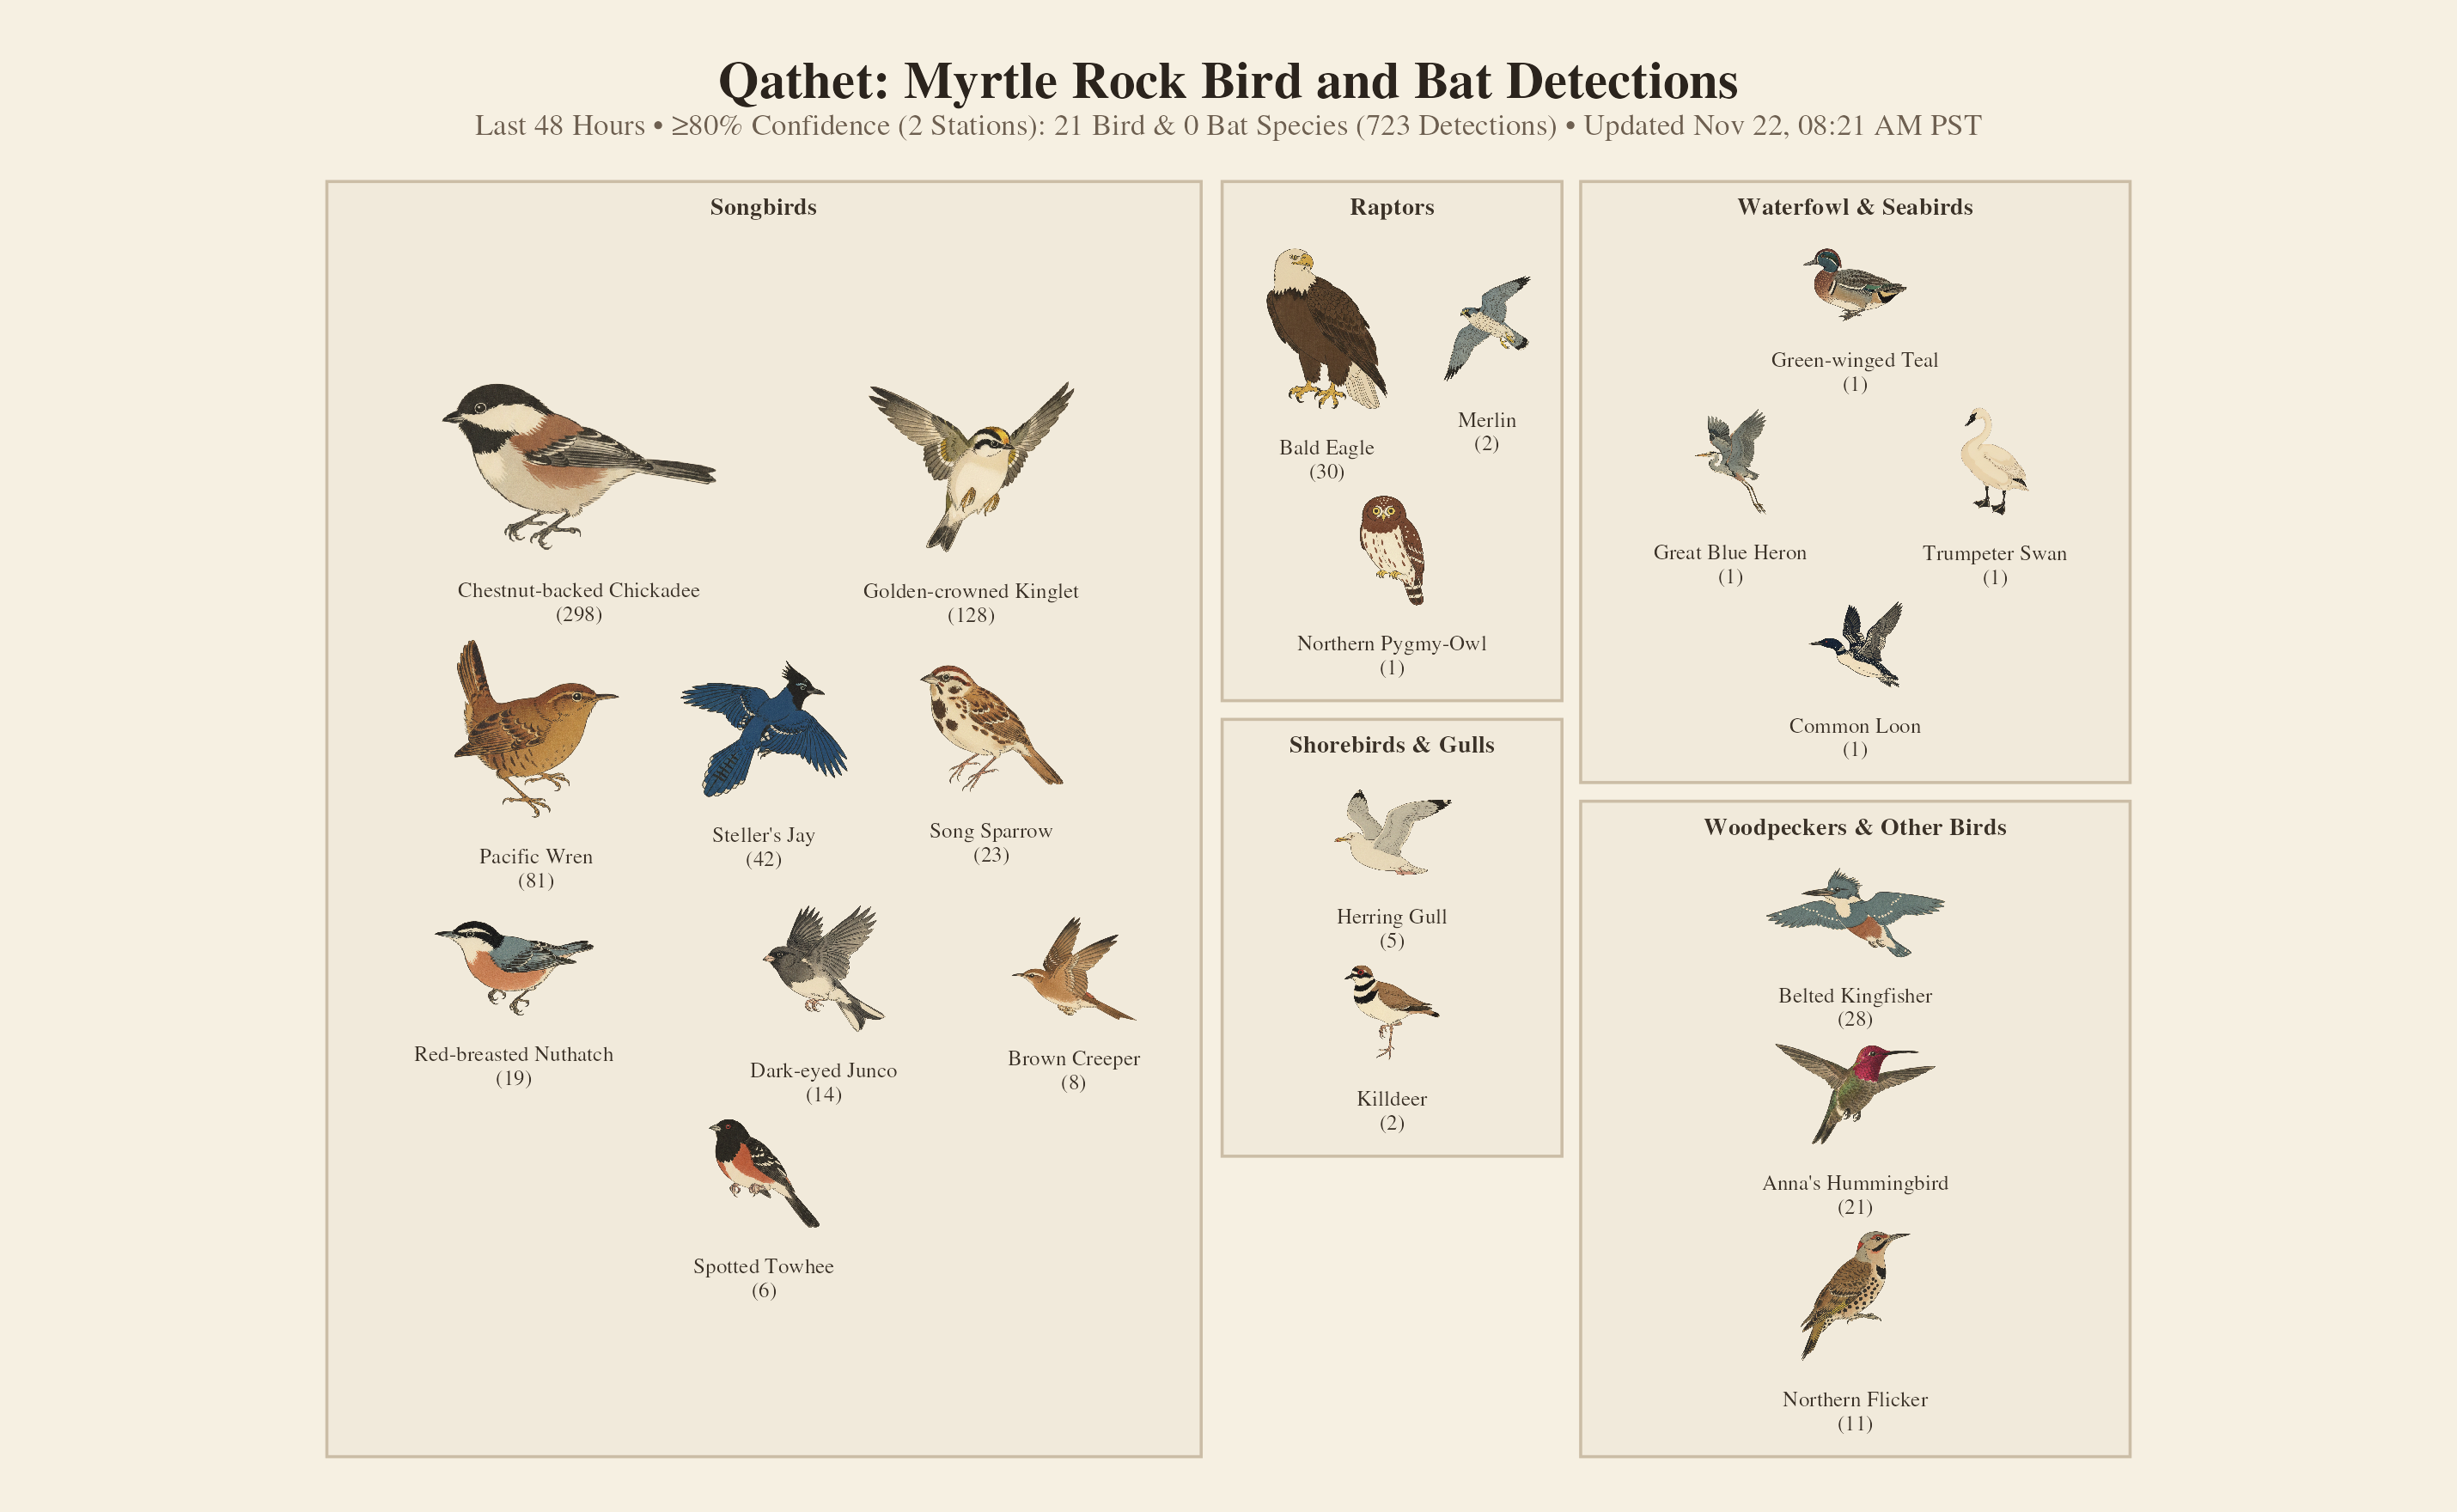 Qathet: Myrtle Rock Bird and Bat Detections
Last 48 Hours • ≥80% Confidence (2 Stations): 21 Bird & 0 Bat Species (723 Detections) • Updated Nov 22, 08:21 AM PST
Songbirds
Chestnut-backed Chickadee
(298)
Golden-crowned Kinglet
(128)
Pacific Wren
(81)
Steller's Jay
(42)
Song Sparrow
(23)
Red-breasted Nuthatch
(19)
Dark-eyed Junco
(14)
Brown Creeper
(8)
Spotted Towhee
(6)
Raptors
Bald Eagle
(30)
Merlin
(2)
Northern Pygmy-Owl
(1)
Shorebirds & Gulls
Herring Gull
(5)
Killdeer
(2)
Waterfowl & Seabirds
Green-winged Teal
(1)
Great Blue Heron
(1)
Trumpeter Swan
(1)
Common Loon
(1)
Woodpeckers & Other Birds
Belted Kingfisher
(28)
Anna's Hummingbird
(21)
Northern Flicker
(11)